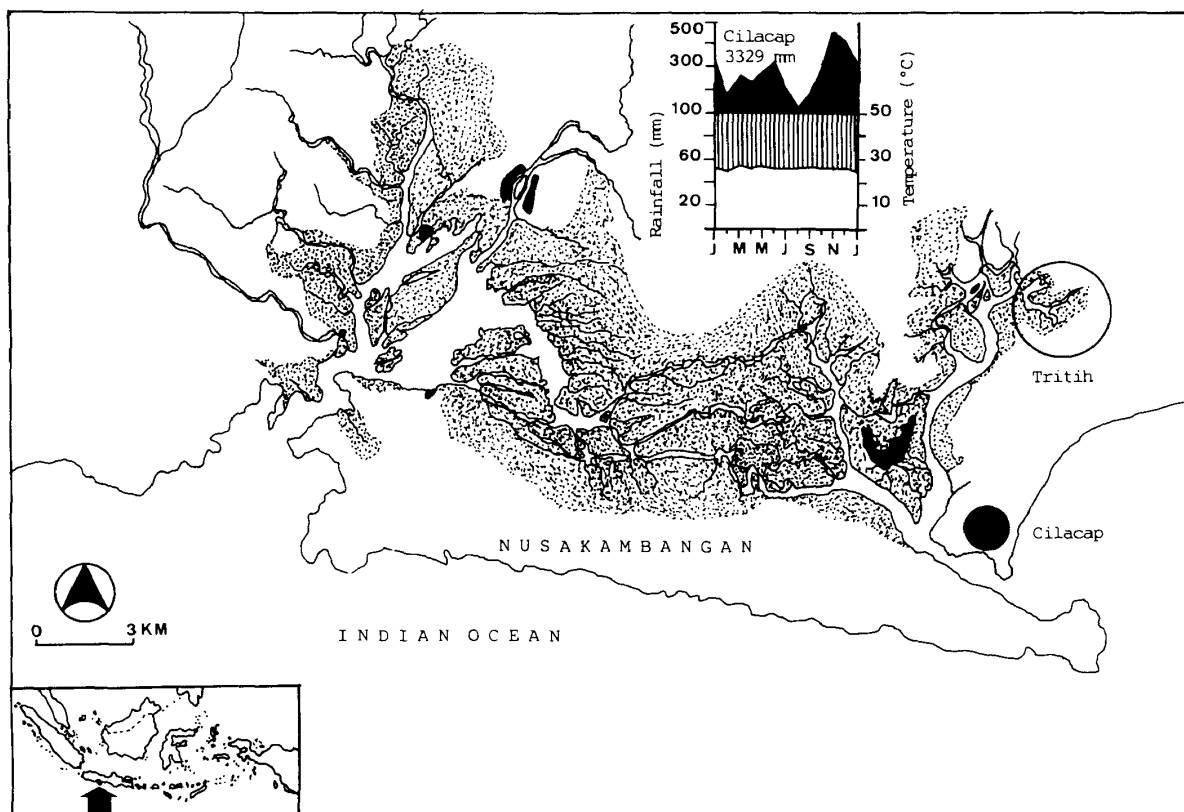 Cilacap
3329 mm
500
300
100
60
20
Rainfall (mm)
50
30
10
Temperature (°C)
J M M J S N J
Tritih
Cilacap
NUSAKAMBANGAN
INDIAN OCEAN
0 3 KM